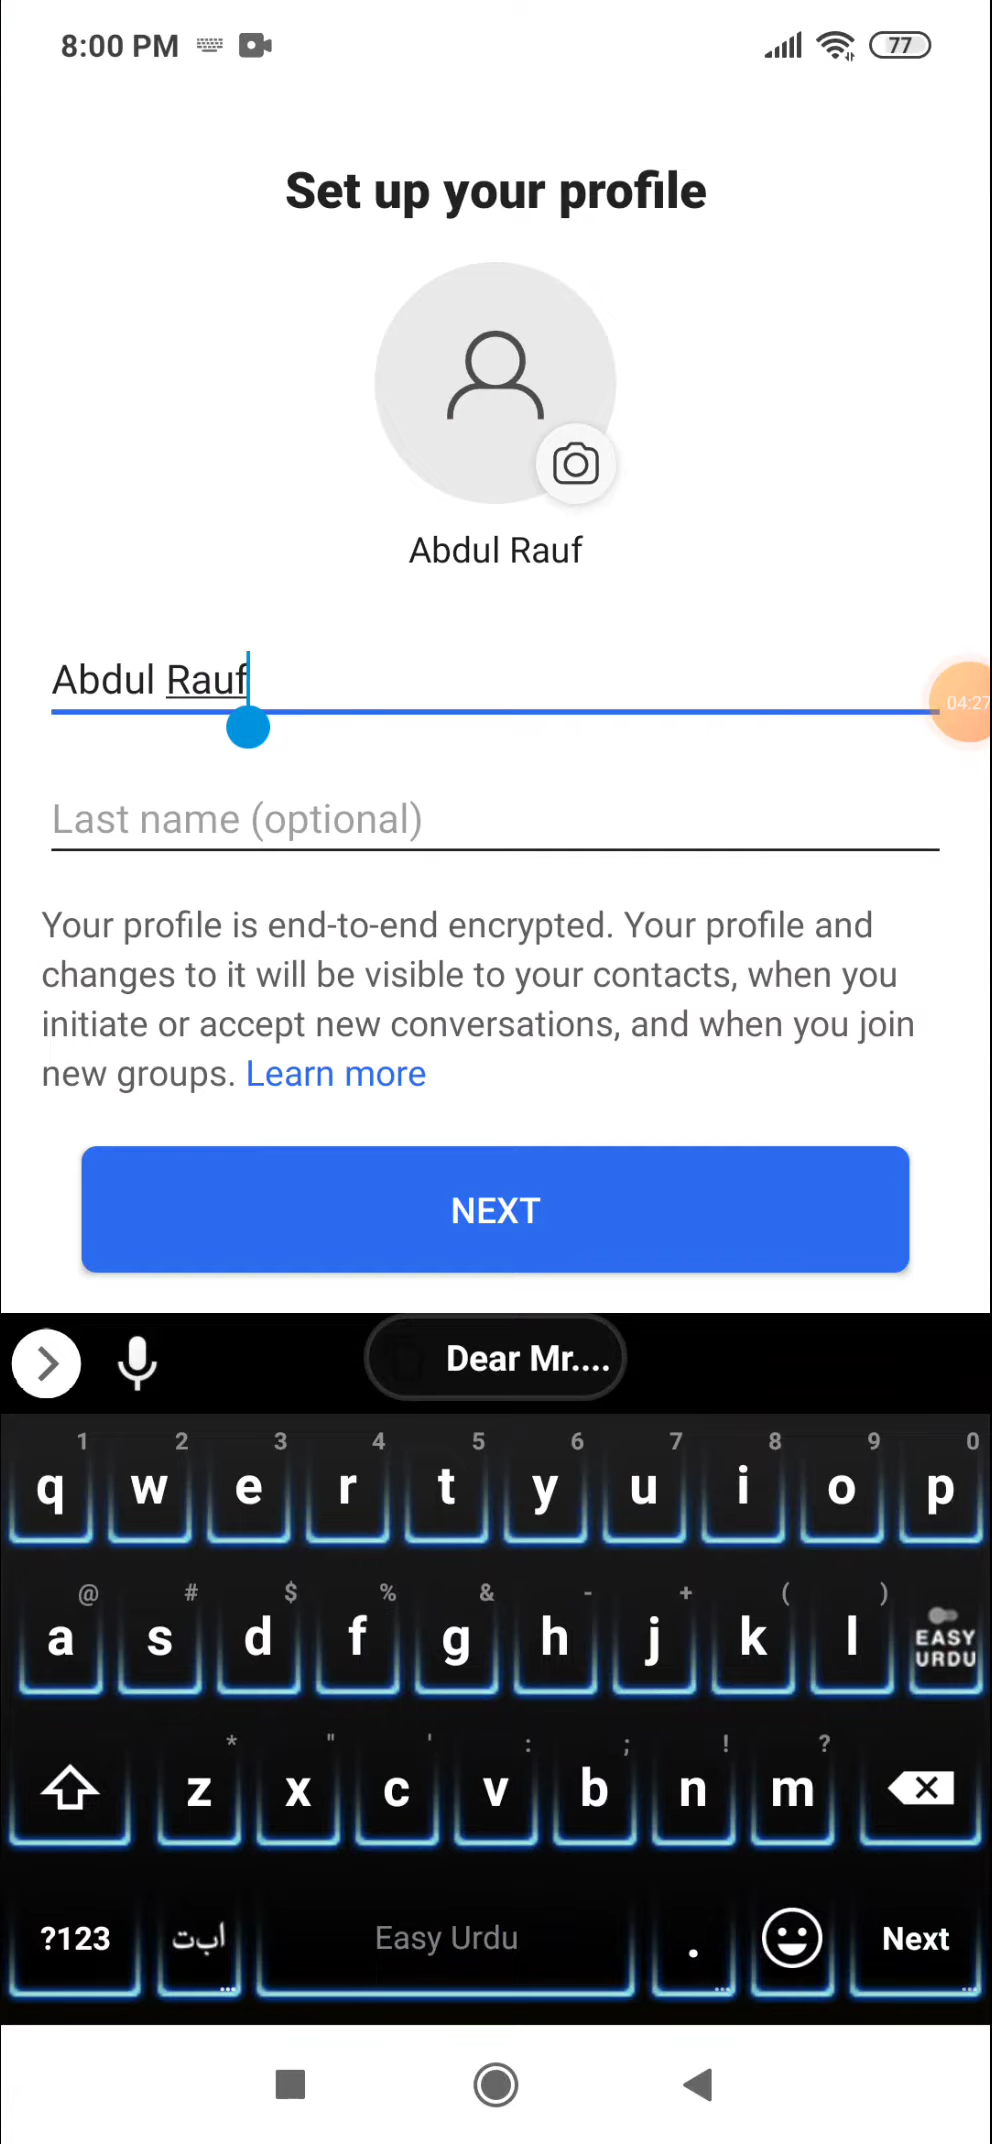 8:00 PM
77
Set up your profile
Abdul Rauf
Abdul Rauf
04:27
Last name (optional)
Your profile is end-to-end encrypted. Your profile and
changes to it will be visible to your contacts, when you
initiate or accept new conversations, and when you join
new groups. Learn more
NEXT
Dear Mr....
1 2 3 4 5 6 7 8 9 0
q w e r t y u i o p
@ # $ % & - + ( )
a s d f g h j k l EASY URDU
* " ' : ; ! ?
z x c v b n m
?123 ابت Easy Urdu . Next